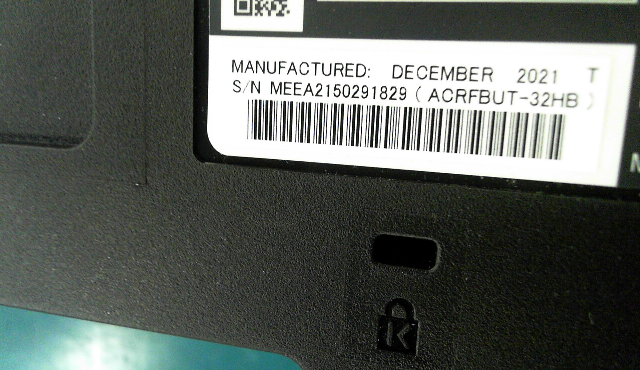 MANUFACTURED: DECEMBER 2021 T
S/N MEEA2150291829 ( ACRFBUT-32HB )
K